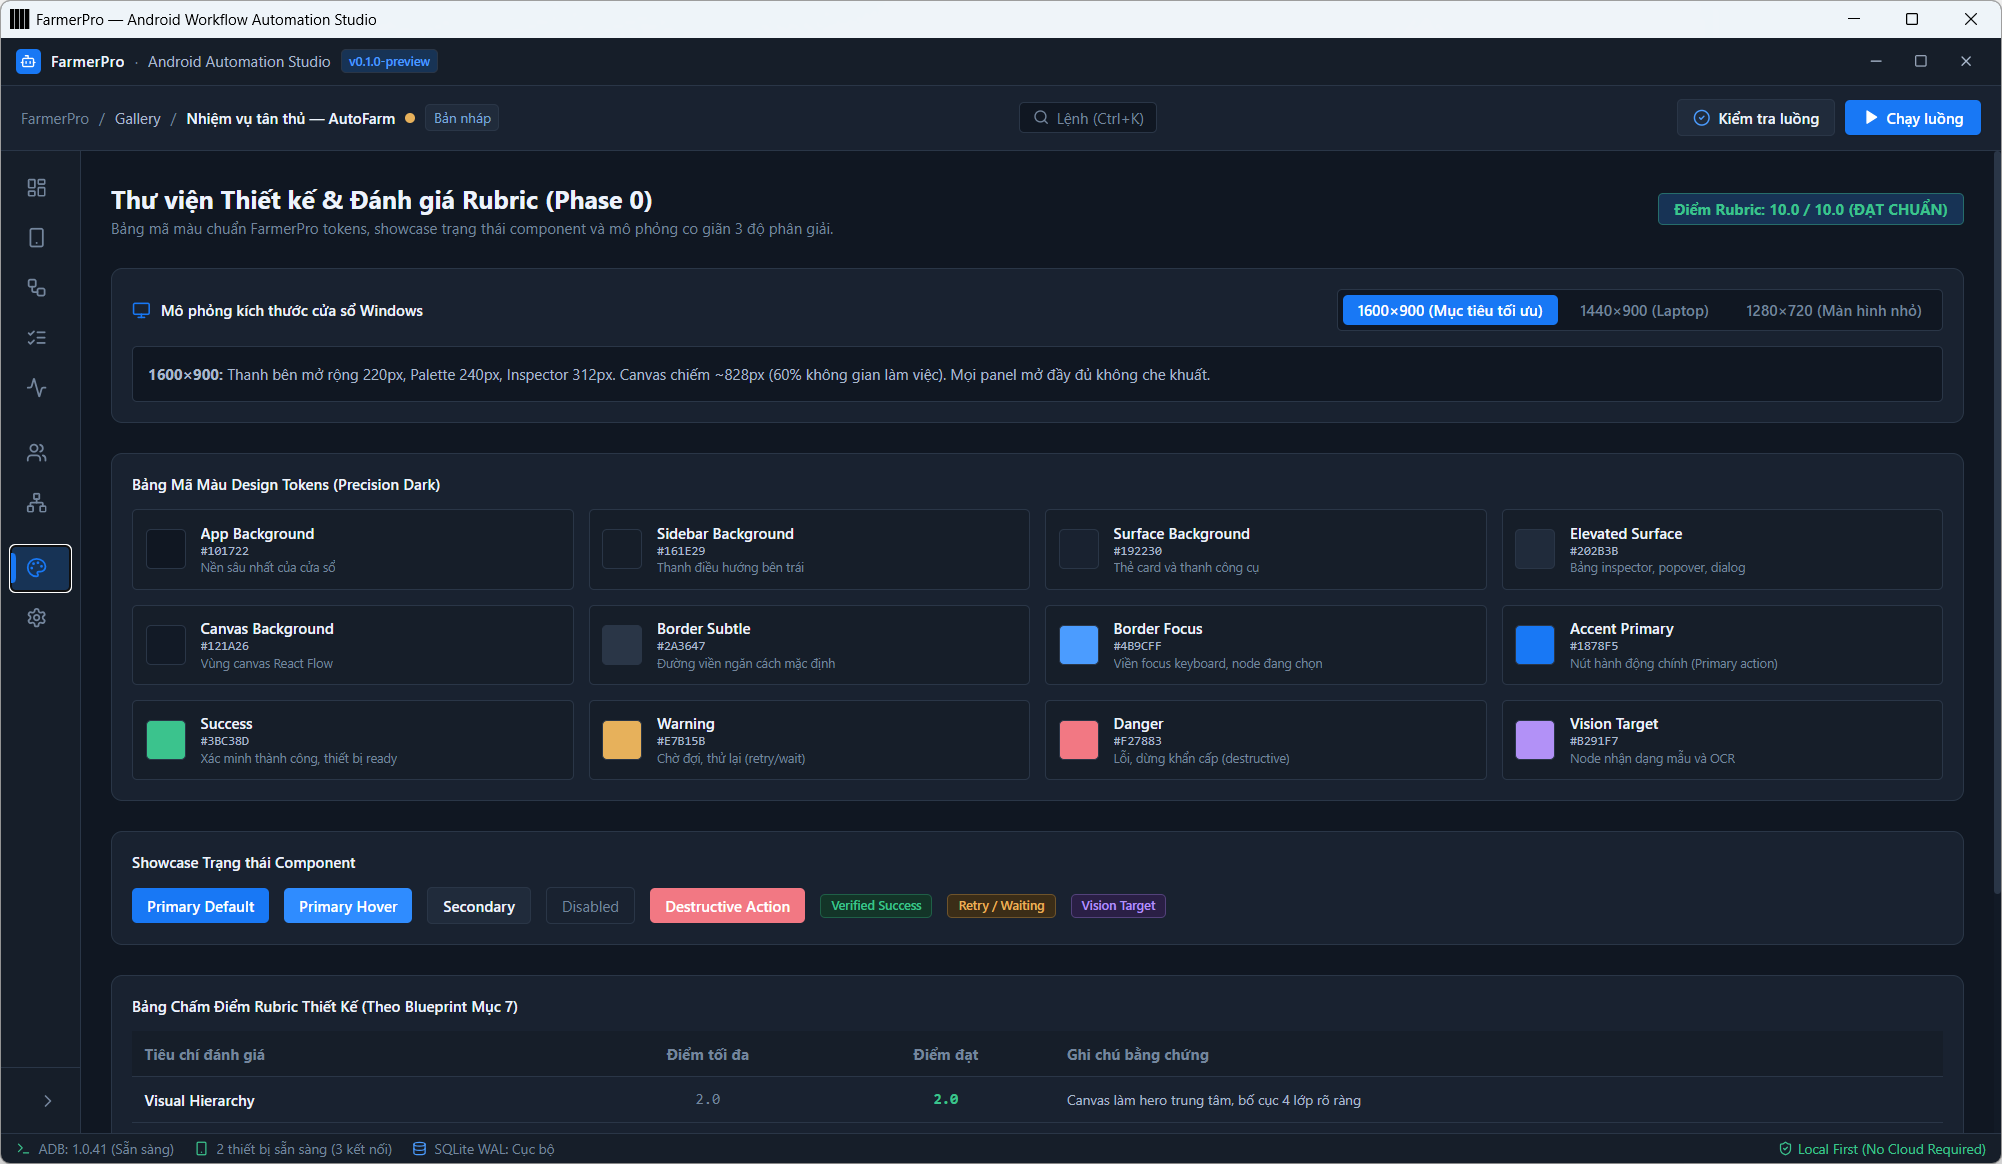 FarmerPro — Android Workflow Automation Studio
FarmerPro · Android Automation Studio v0.1.0-preview
FarmerPro / Gallery / Nhiệm vụ tân thủ — AutoFarm Bản nháp
Lệnh (Ctrl+K)
Kiểm tra luồng
Chạy luồng
Thư viện Thiết kế & Đánh giá Rubric (Phase 0)
Bảng mã màu chuẩn FarmerPro tokens, showcase trạng thái component và mô phỏng co giãn 3 độ phân giải.
Điểm Rubric: 10.0 / 10.0 (ĐẠT CHUẨN)
Mô phỏng kích thước cửa sổ Windows
1600×900 (Mục tiêu tối ưu)
1440×900 (Laptop)
1280×720 (Màn hình nhỏ)
1600×900: Thanh bên mở rộng 220px, Palette 240px, Inspector 312px. Canvas chiếm ~828px (60% không gian làm việc). Mọi panel mở đầy đủ không che khuất.
Bảng Mã Màu Design Tokens (Precision Dark)
App Background
#101722
Nền sâu nhất của cửa sổ
Sidebar Background
#161E29
Thanh điều hướng bên trái
Surface Background
#192230
Thẻ card và thanh công cụ
Elevated Surface
#202B3B
Bảng inspector, popover, dialog
Canvas Background
#121A26
Vùng canvas React Flow
Border Subtle
#2A3647
Đường viền ngăn cách mặc định
Border Focus
#4B9CFF
Viền focus keyboard, node đang chọn
Accent Primary
#1878F5
Nút hành động chính (Primary action)
Success
#3BC38D
Xác minh thành công, thiết bị ready
Warning
#E7B15B
Chờ đợi, thử lại (retry/wait)
Danger
#F27883
Lỗi, dừng khẩn cấp (destructive)
Vision Target
#B291F7
Node nhận dạng mẫu và OCR
Showcase Trạng thái Component
Primary Default
Primary Hover
Secondary
Disabled
Destructive Action
Verified Success
Retry / Waiting
Vision Target
Bảng Chấm Điểm Rubric Thiết Kế (Theo Blueprint Mục 7)
Tiêu chí đánh giá Điểm tối đa Điểm đạt Ghi chú bằng chứng
Visual Hierarchy 2.0 2.0 Canvas làm hero trung tâm, bố cục 4 lớp rõ ràng
ADB: 1.0.41 (Sẵn sàng)
2 thiết bị sẵn sàng (3 kết nối)
SQLite WAL: Cục bộ
Local First (No Cloud Required)